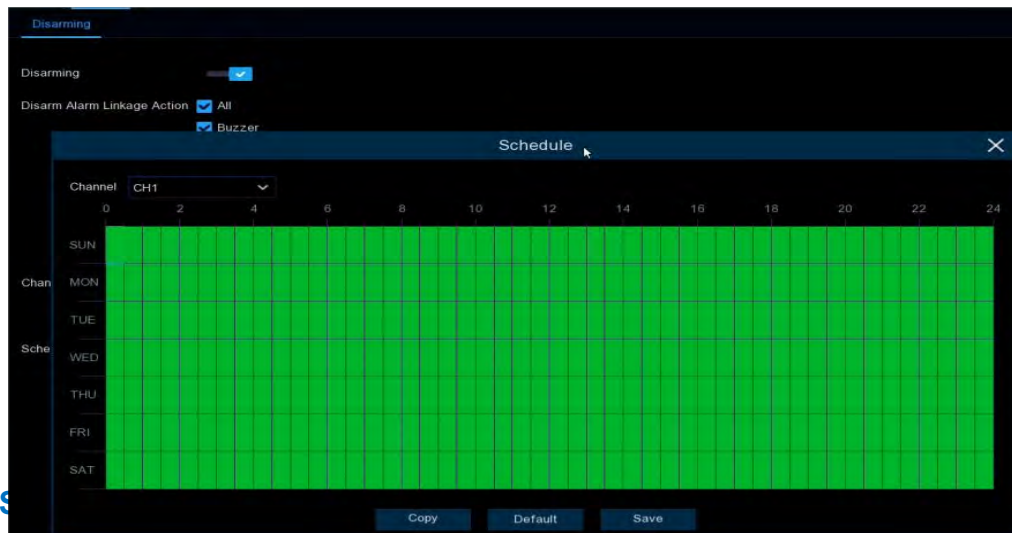 Disarming
Disarming
Disarm Alarm Linkage Action All
Buzzer
Schedule
Channel CH1
0 2 4 6 8 10 12 14 16 18 20 22 24
SUN
Chan MON
TUE
Sche WED
THU
FRI
SAT
S
Copy Default Save